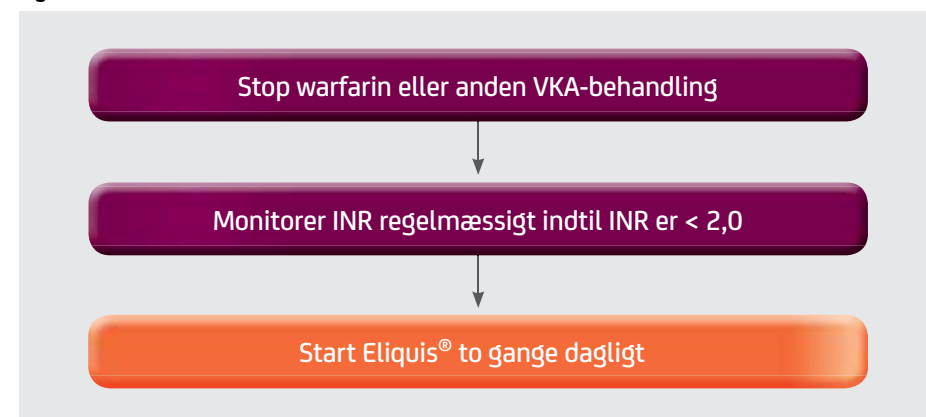 Stop warfarin eller anden VKA-behandling
Monitorer INR regelmæssigt indtil INR er < 2,0
Start Eliquis® to gange dagligt